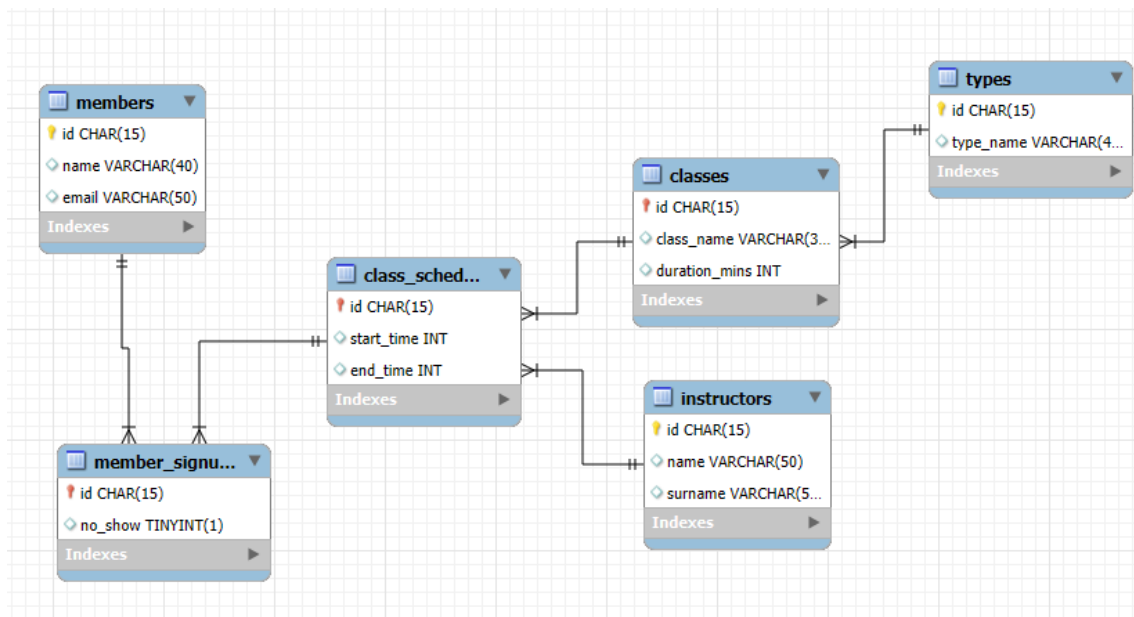 members
id CHAR(15)
name VARCHAR(40)
email VARCHAR(50)
Indexes
class_sched...
id CHAR(15)
start_time INT
end_time INT
Indexes
member_signu...
id CHAR(15)
no_show TINYINT(1)
Indexes
classes
id CHAR(15)
class_name VARCHAR(3...
duration_mins INT
Indexes
instructors
id CHAR(15)
name VARCHAR(50)
surname VARCHAR(5...
Indexes
types
id CHAR(15)
type_name VARCHAR(4...
Indexes